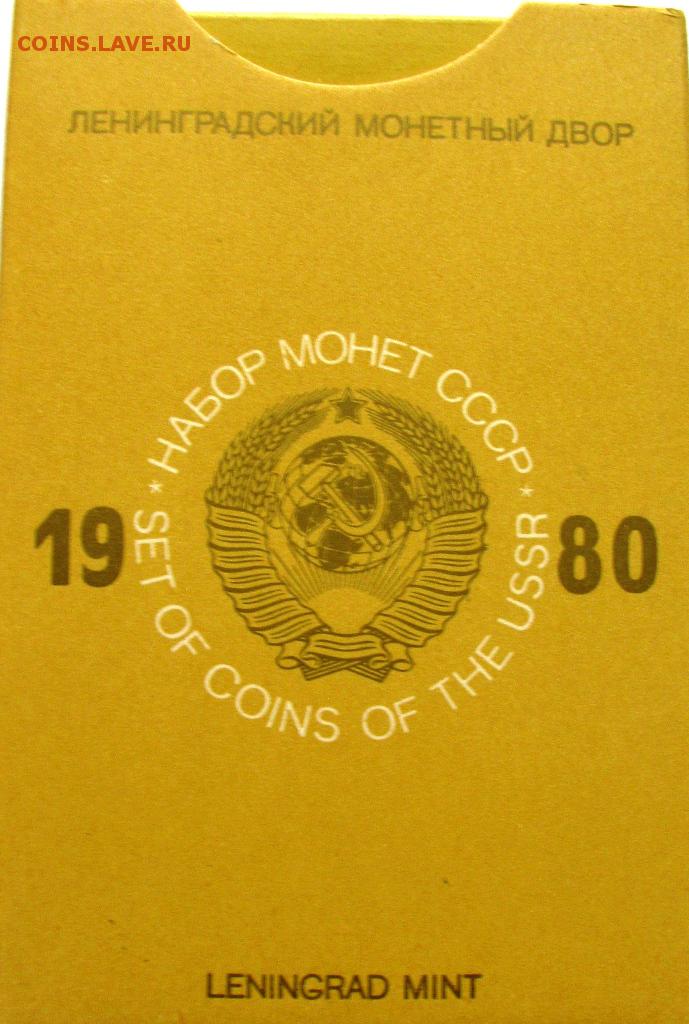 COINS.LAVE.RU
ЛЕНИНГРАДСКИЙ МОНЕТНЫЙ ДВОР
* НАБОР МОНЕТ СССР *
19 80
SET OF COINS OF THE USSR
LENINGRAD MINT